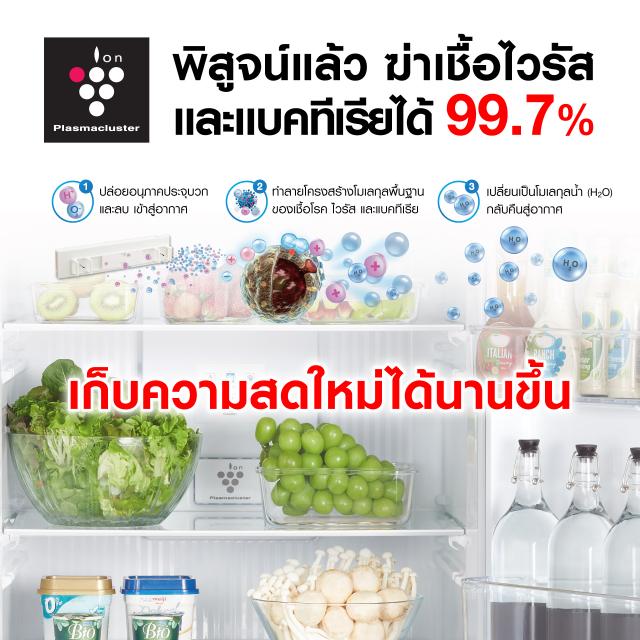 Ion
Plasmacluster
พิสูจน์แล้ว ฆ่าเชื้อไวรัส
และแบคทีเรียได้ 99.7%
1 ปล่อยอนุภาคประจุบวก
และลบ เข้าสู่อากาศ
2 ทำลายโครงสร้างโมเลกุลพื้นฐาน
ของเชื้อโรค ไวรัส และแบคทีเรีย
3 เปลี่ยนเป็นโมเลกุลน้ำ (H₂O)
กลับคืนสู่อากาศ
H₂O
H₂O
H₂O
H₂O
ITALIAN
RANCH
เก็บความสดใหม่ได้นานขึ้น
Ion
Plasmacluster
0%
meiji
Bio
Bio